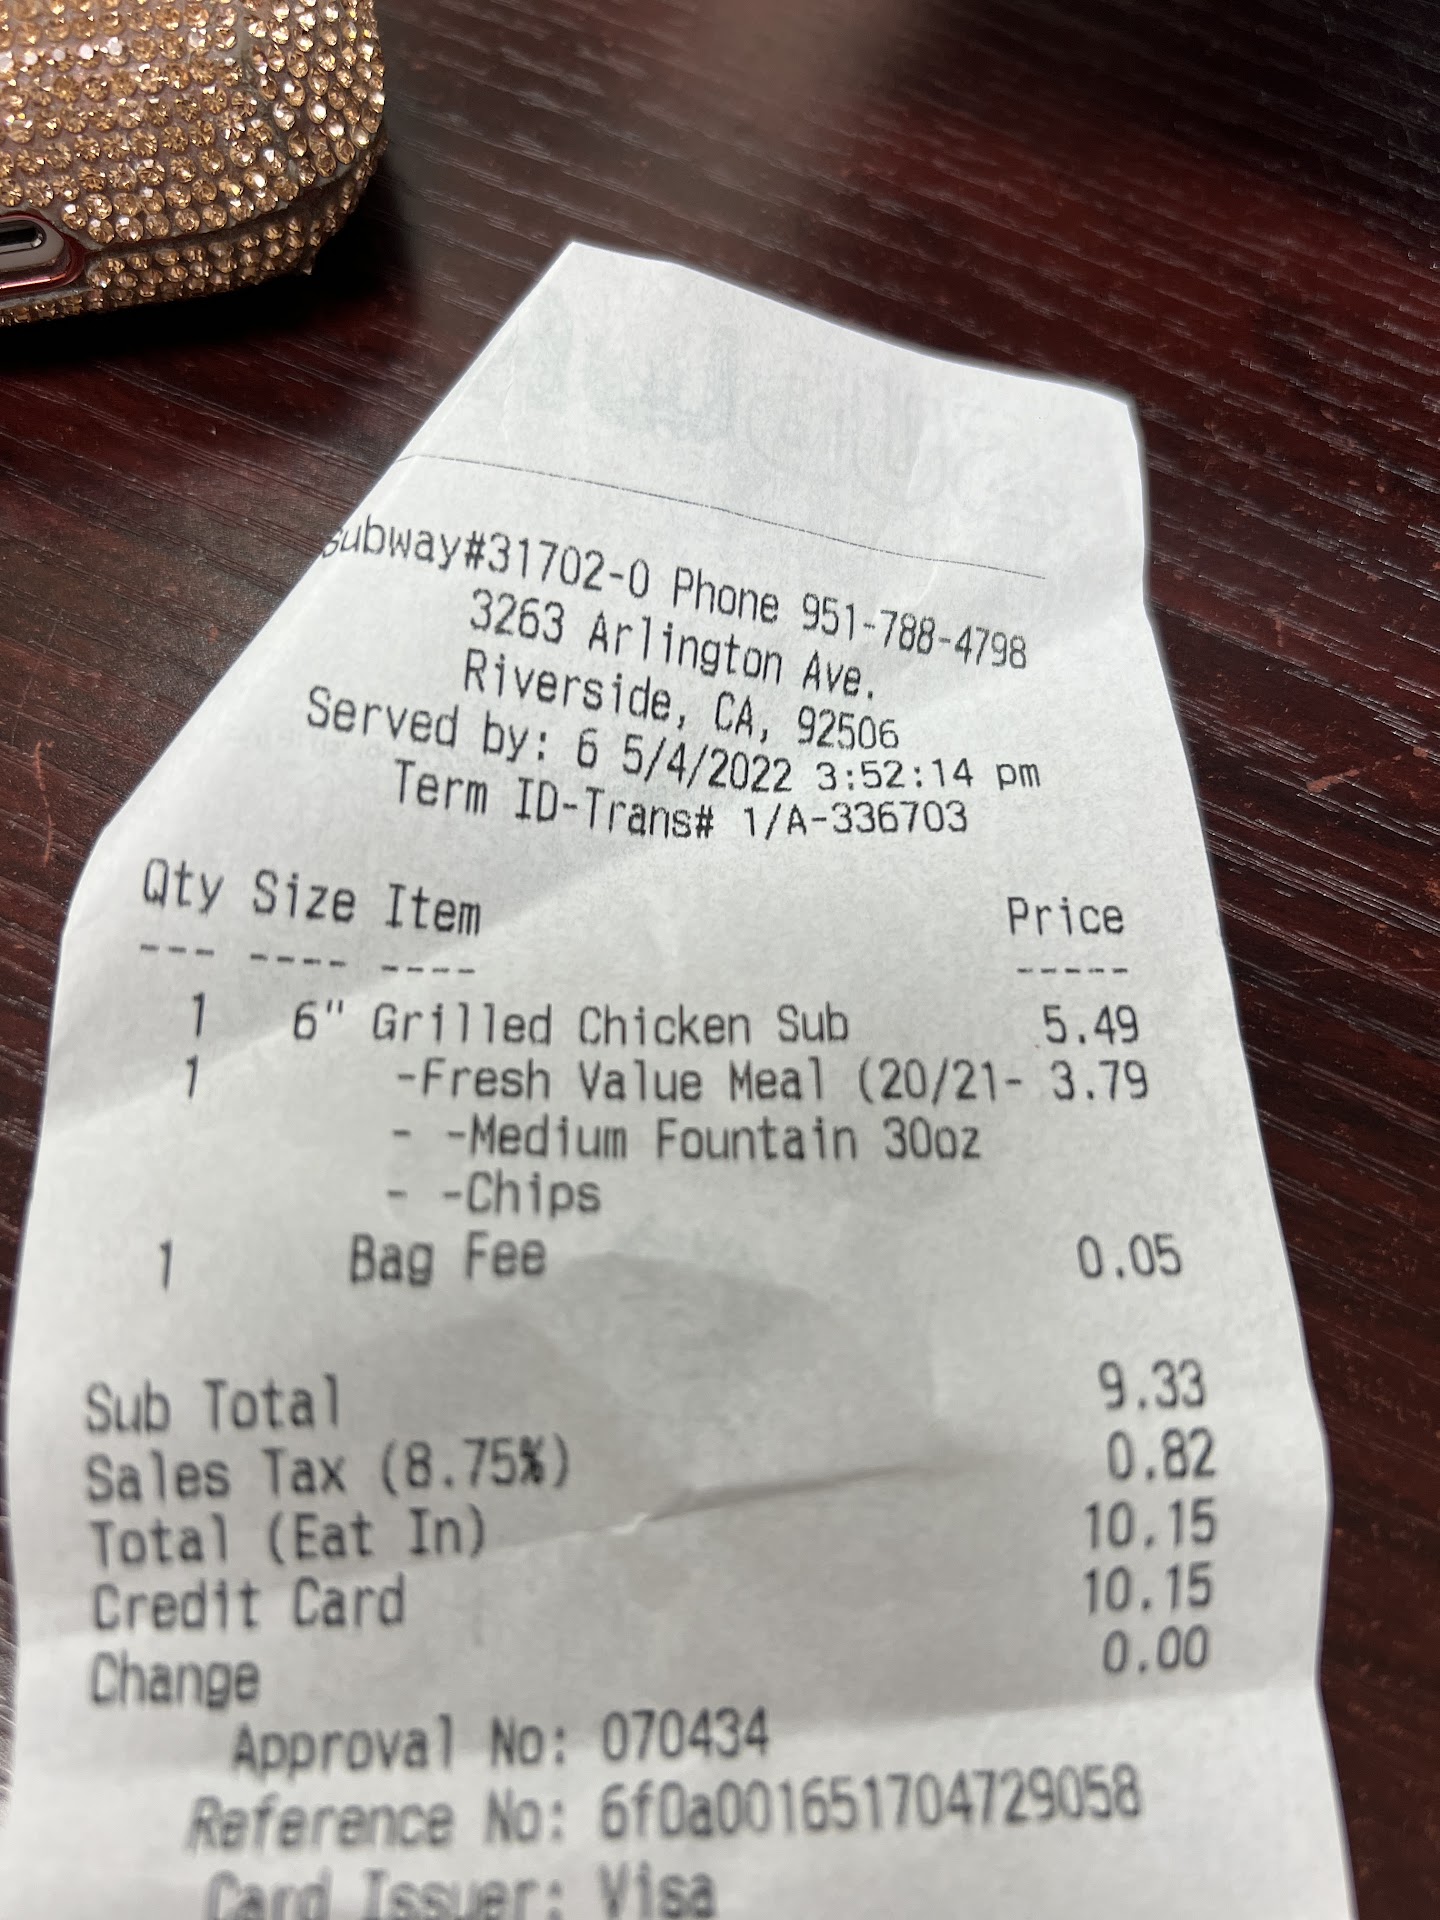 subway#31702-0 Phone 951-788-4798
3263 Arlington Ave.
Riverside, CA, 92506
Served by: 6 5/4/2022 3:52:14 pm
Term ID-Trans# 1/A-336703
Qty Size Item Price
--- ---- ---- -----
1 6" Grilled Chicken Sub 5.49
1 -Fresh Value Meal (20/21- 3.79
- -Medium Fountain 30oz
- -Chips
1 Bag Fee 0.05
Sub Total 9.33
Sales Tax (8.75%) 0.82
Total (Eat In) 10.15
Credit Card 10.15
Change 0.00
Approval No: 070434
Reference No: 6f0a001651704729058
Card Issuer: Visa